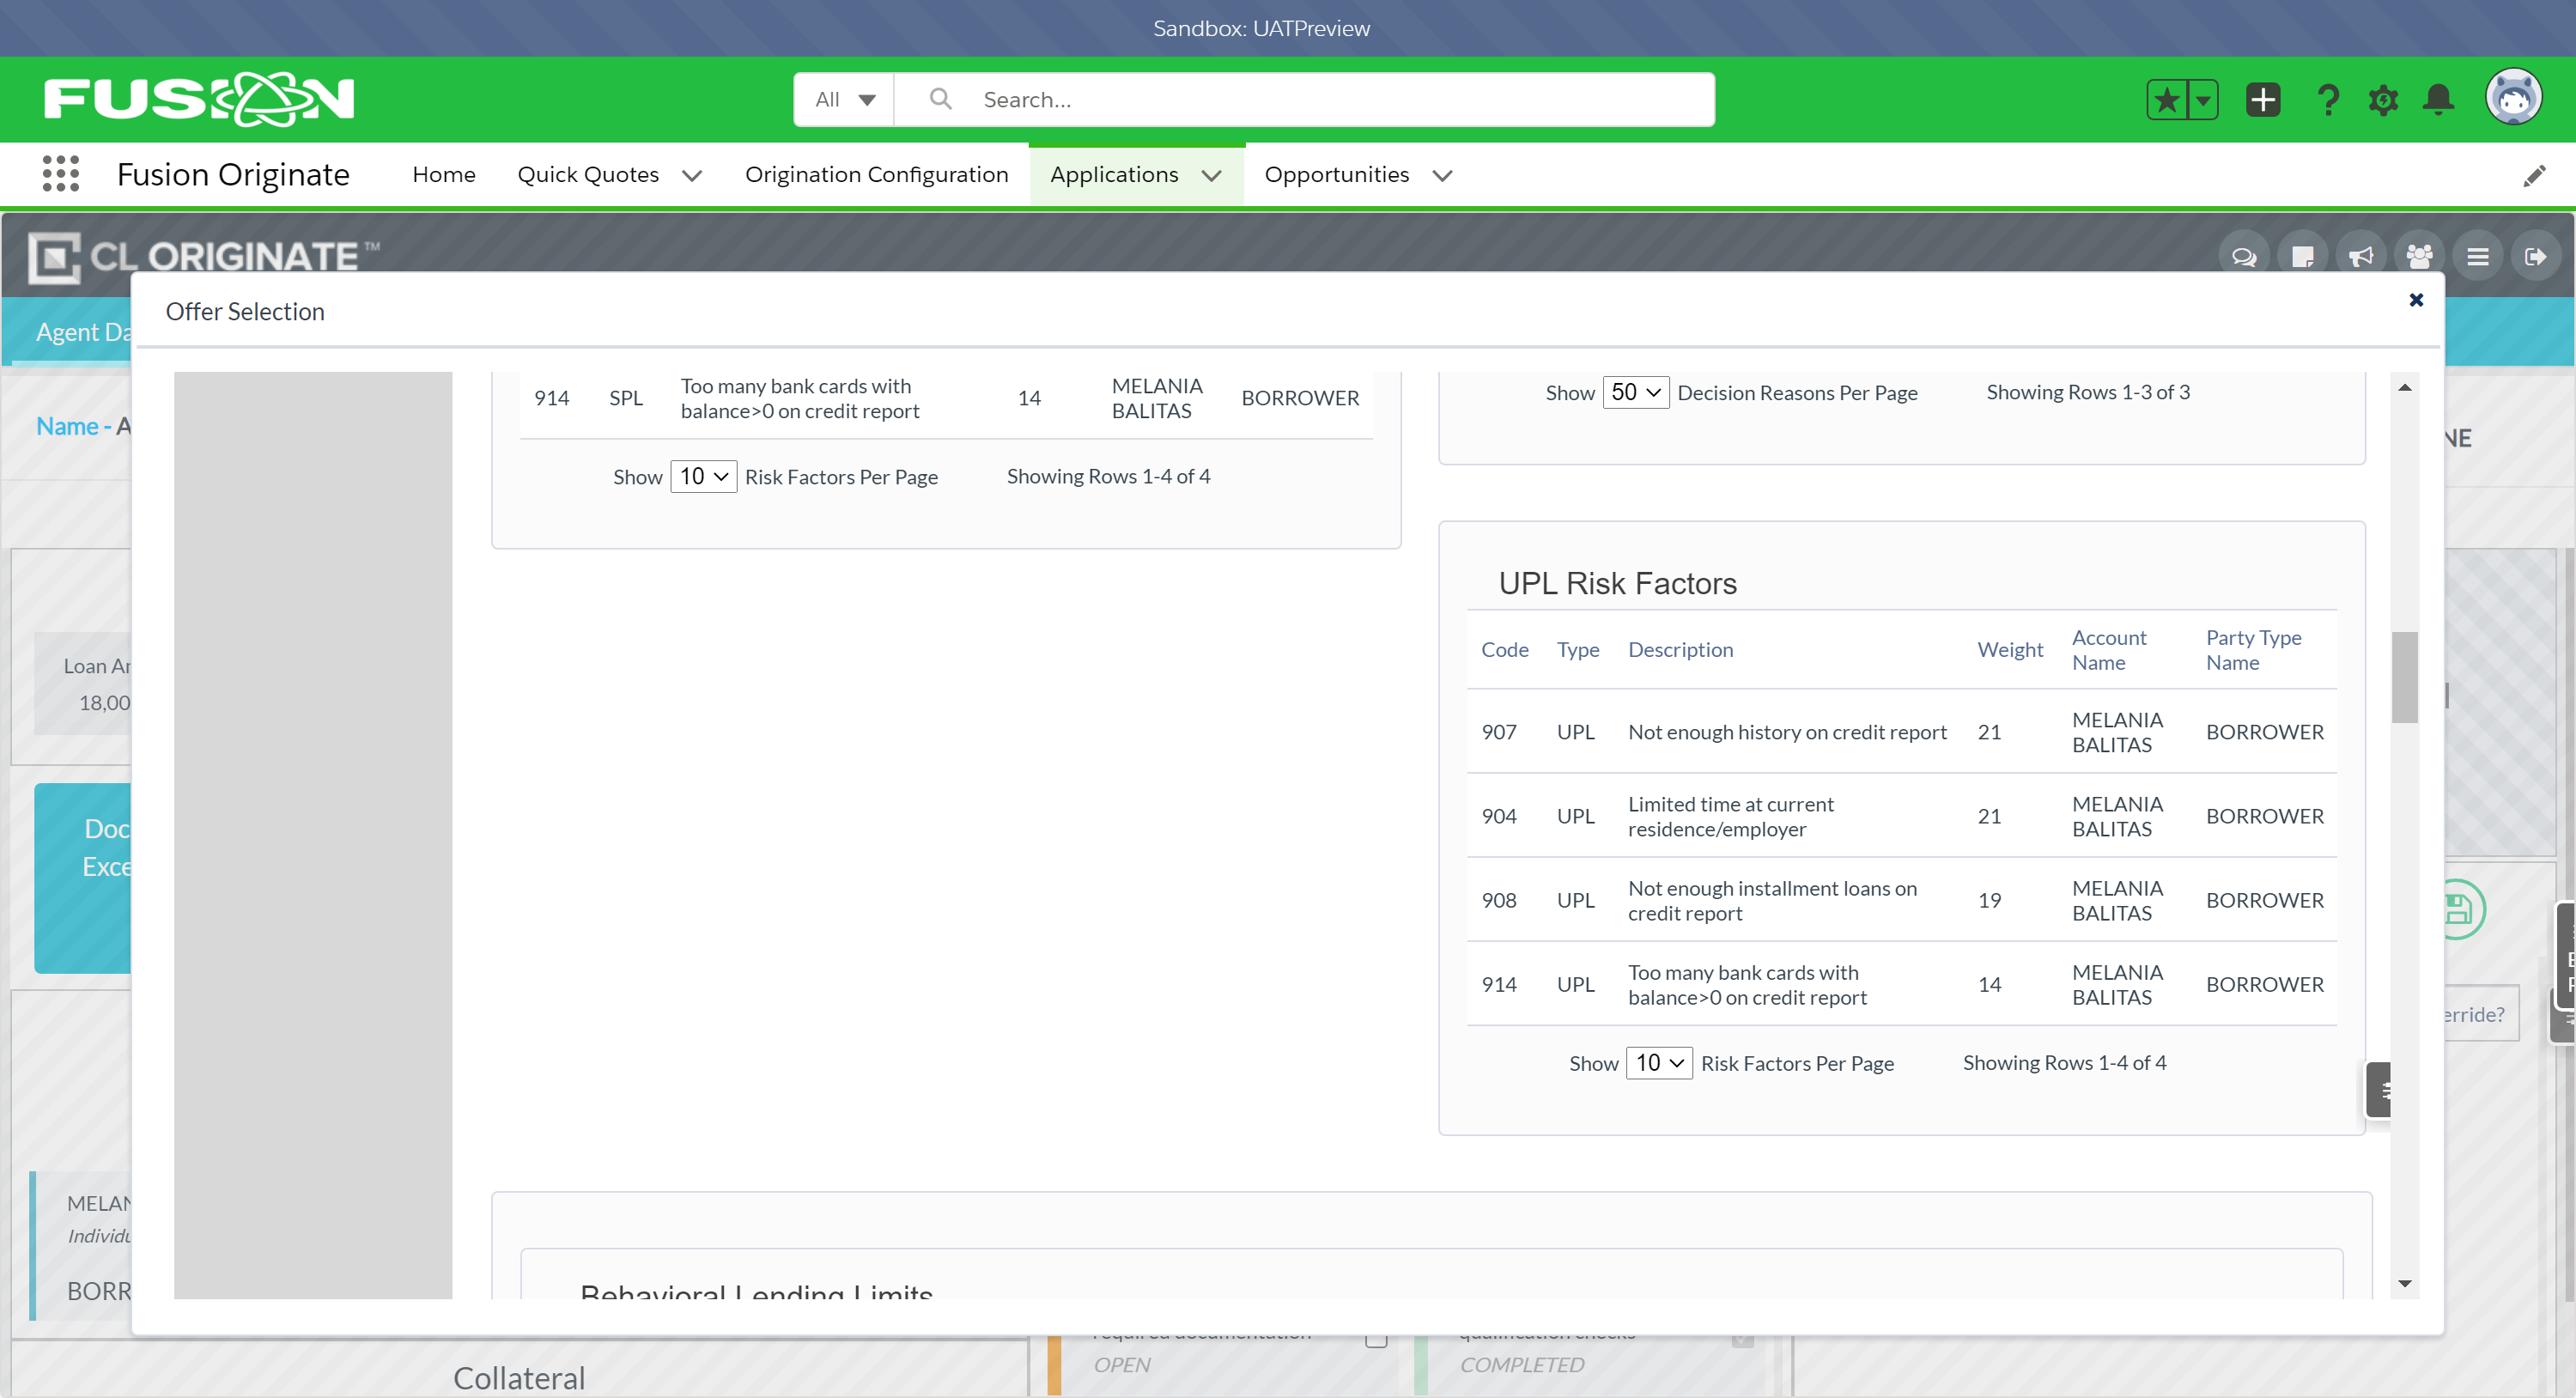 Sandbox: UATPreview
FUSION
All
Search...
Fusion Originate
Home
Quick Quotes
Origination Configuration
Applications
Opportunities
CL ORIGINATE™
Agent Da
Offer Selection
Name - A
NE
914 SPL Too many bank cards with balance>0 on credit report 14 MELANIA BALITAS BORROWER
Show 10 Risk Factors Per Page Showing Rows 1-4 of 4
Show 50 Decision Reasons Per Page Showing Rows 1-3 of 3
UPL Risk Factors
Code Type Description Weight Account Name Party Type Name
907 UPL Not enough history on credit report 21 MELANIA BALITAS BORROWER
904 UPL Limited time at current residence/employer 21 MELANIA BALITAS BORROWER
908 UPL Not enough installment loans on credit report 19 MELANIA BALITAS BORROWER
914 UPL Too many bank cards with balance>0 on credit report 14 MELANIA BALITAS BORROWER
Show 10 Risk Factors Per Page Showing Rows 1-4 of 4
Behavioral Lending Limits
Loan Ar
18,00
Doc
Exce
erride?
MELAN
Individu
BORR
Collateral
required documentation
OPEN
qualification checks
COMPLETED